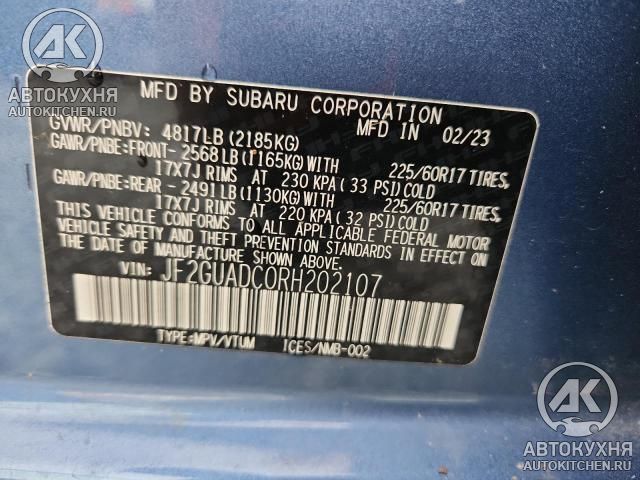 AK
АВТОКУХНЯ
AUTOKITCHEN.RU
MFD BY SUBARU CORPORATION
GVWR/PNBV: 4817LB (2185KG) MFD IN 02/23
GAWR/PNBE:FRONT- 2568LB(1165KG)WITH 225/60R17 TIRES,
17X7J RIMS AT 230 KPA (33 PSI)COLD
GAWR/PNBE:REAR - 2491LB(1130KG)WITH 225/60R17 TIRES,
17X7J RIMS AT 220 KPA (32 PSI)COLD
THIS VEHICLE CONFORMS TO ALL APPLICABLE FEDERAL MOTOR
VEHICLE SAFETY AND THEFT PREVENTION STANDARDS IN EFFECT
ON THE DATE OF MANUFACTURE SHOWN ABOVE.
VIN: JF2GUADC0RH202107
TYPE:MPV/VTUM ICES/NMB-002
AK
АВТОКУХНЯ
AUTOKITCHEN.RU